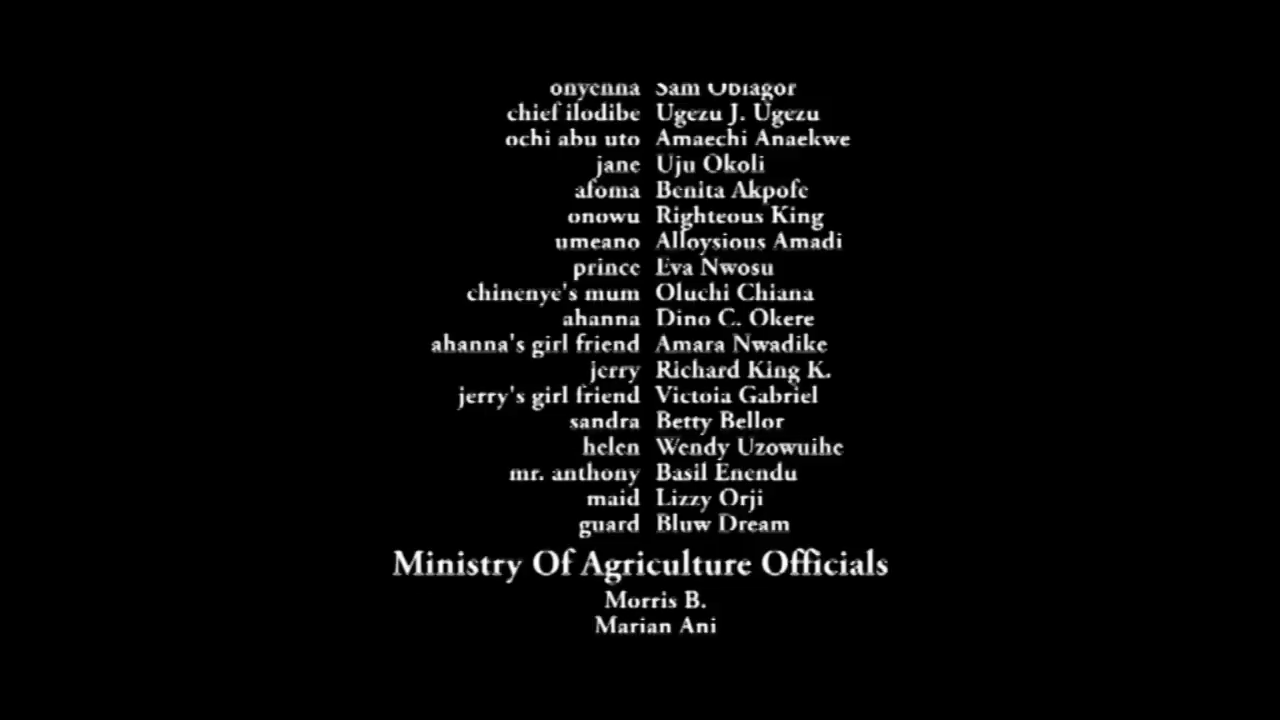 onyenna Sam Obiagor
chief ilodibe Ugezu J. Ugezu
ochi abu uto Amaechi Anaekwe
jane Uju Okoli
afoma Benita Akpofe
onowu Righteous King
umeano Alloysious Amadi
prince Eva Nwosu
chinenye's mum Oluchi Chiana
ahanna Dino C. Okere
ahanna's girl friend Amara Nwadike
jerry Richard King K.
jerry's girl friend Victoia Gabriel
sandra Betty Bellor
helen Wendy Uzowuihe
mr. anthony Basil Enendu
maid Lizzy Orji
guard Bluw Dream
Ministry Of Agriculture Officials
Morris B.
Marian Ani